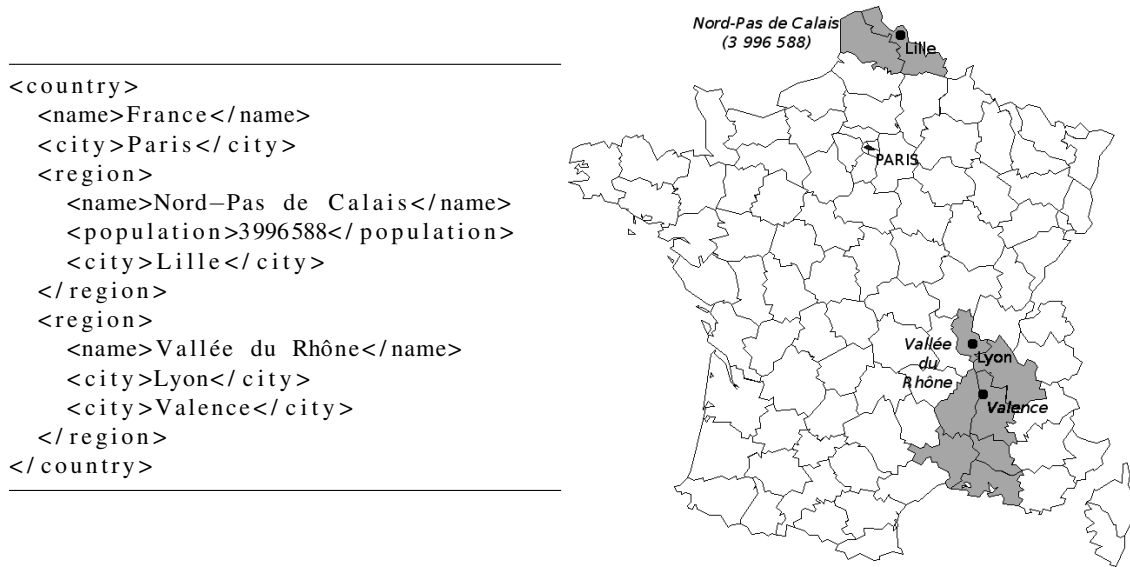 <country>
<name>France</name>
<city>Paris</city>
<region>
<name>Nord–Pas de Calais</name>
<population>3996588</population>
<city>Lille</city>
</region>
<region>
<name>Vallée du Rhône</name>
<city>Lyon</city>
<city>Valence</city>
</region>
</country>
Nord-Pas de Calais
(3 996 588)
Lille
PARIS
Vallée
du
Rhône
Lyon
Valence